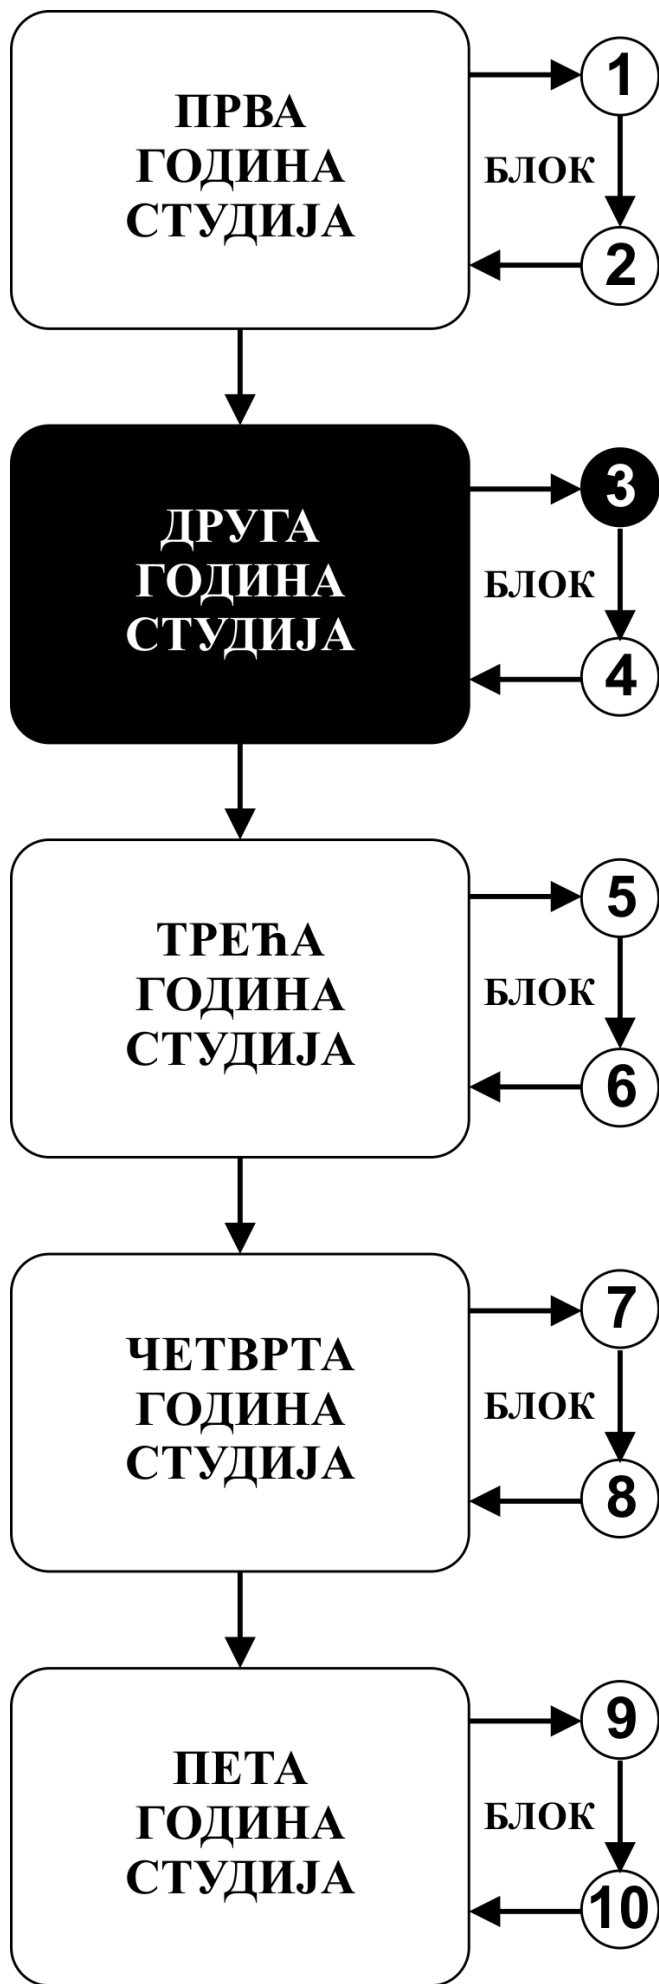 ПРВА
ГОДИНА
СТУДИЈА
1
БЛОК
2
ДРУГА
ГОДИНА
СТУДИЈА
3
БЛОК
4
ТРЕЋА
ГОДИНА
СТУДИЈА
5
БЛОК
6
ЧЕТВРТА
ГОДИНА
СТУДИЈА
7
БЛОК
8
ПЕТА
ГОДИНА
СТУДИЈА
9
БЛОК
10